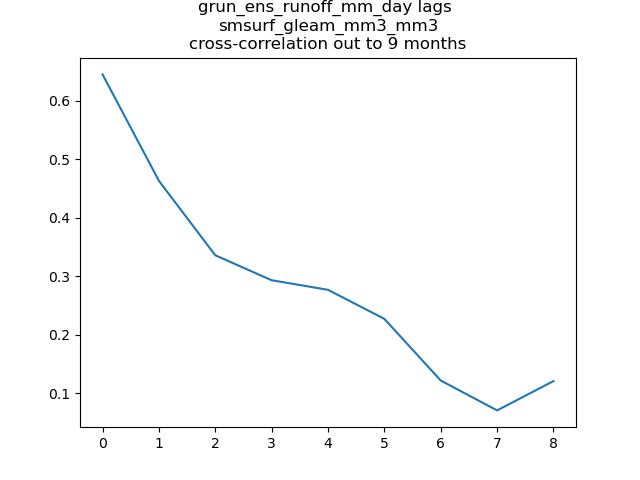 grun_ens_runoff_mm_day lags
smsurf_gleam_mm3_mm3
cross-correlation out to 9 months
0.6
0.5
0.4
0.3
0.2
0.1
0 1 2 3 4 5 6 7 8